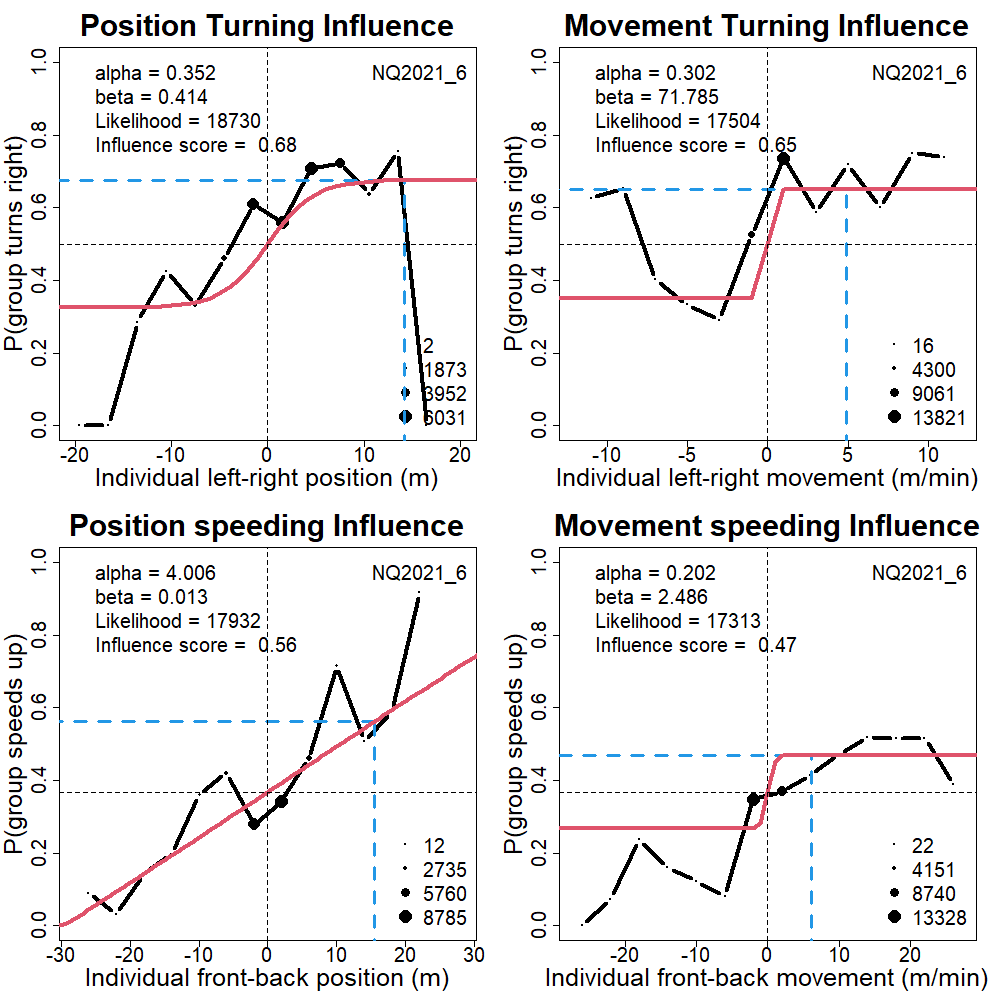 Position Turning Influence
P(group turns right)
1.0
0.8
0.6
0.4
0.2
0.0
alpha = 0.352
beta = 0.414
Likelihood = 18730
Influence score = 0.68
NQ2021_6
2
1873
3952
6031
-20
-10
0
10
20
Individual left-right position (m)
Movement Turning Influence
P(group turns right)
1.0
0.8
0.6
0.4
0.2
0.0
alpha = 0.302
beta = 71.785
Likelihood = 17504
Influence score = 0.65
NQ2021_6
16
4300
9061
13821
-10
-5
0
5
10
Individual left-right movement (m/min)
Position speeding Influence
P(group speeds up)
1.0
0.8
0.6
0.4
0.2
0.0
alpha = 4.006
beta = 0.013
Likelihood = 17932
Influence score = 0.56
NQ2021_6
12
2735
5760
8785
-30
-20
-10
0
10
20
30
Individual front-back position (m)
Movement speeding Influence
P(group speeds up)
1.0
0.8
0.6
0.4
0.2
0.0
alpha = 0.202
beta = 2.486
Likelihood = 17313
Influence score = 0.47
NQ2021_6
22
4151
8740
13328
-20
-10
0
10
20
Individual front-back movement (m/min)